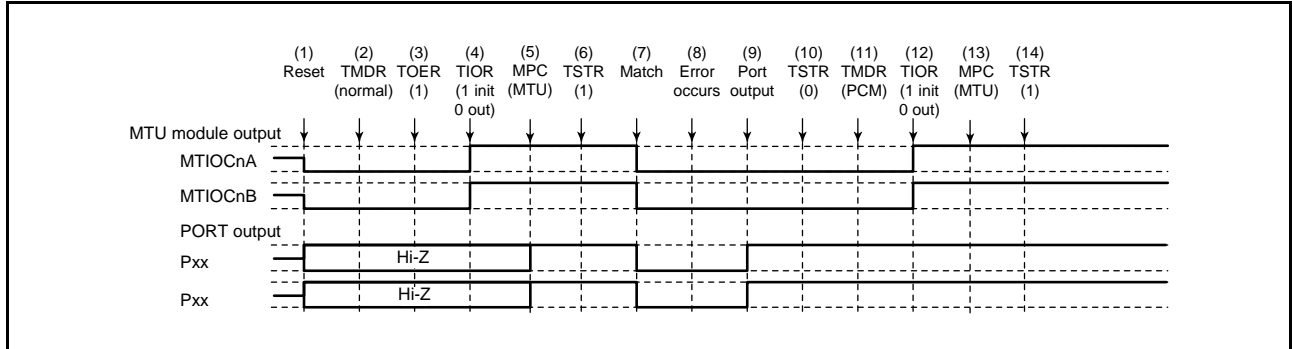 (1) (2) (3) (4) (5) (6) (7) (8) (9) (10) (11) (12) (13) (14)
Reset TMDR TOER TIOR MPC TSTR Match Error Port TSTR TMDR TIOR MPC TSTR
(normal) (1) (1 init (MTU) (1) occurs output (0) (PCM) (1 init (MTU) (1)
0 out) 0 out)
MTU module output
MTIOCnA
MTIOCnB
PORT output
Pxx Hi-Z
Pxx Hi-Z